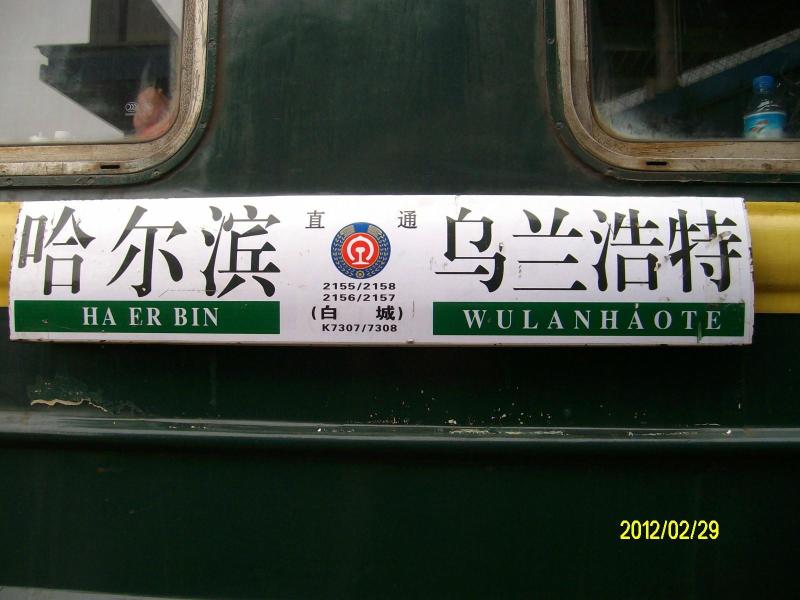 哈尔滨
HA ER BIN
直 通
2155/2158
2156/2157
(白 城)
K7307/7308
乌兰浩特
WULANHAOTE
2012/02/29